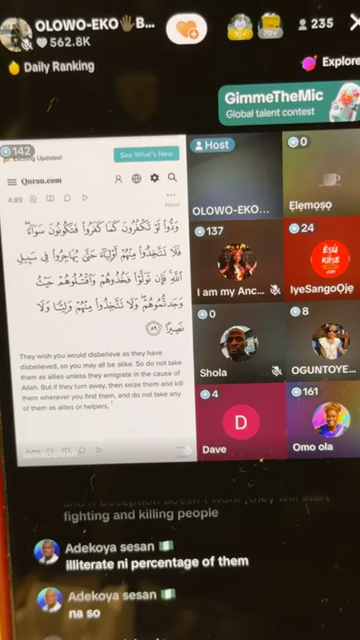 OLOWO-EKO✋🏿B...
562.8K
235
Daily Ranking
Explore
GimmeTheMic
Global talent contest
142
Exciting Updates!
See What's New
Quran.com
4:89
وَدُّوا۟ لَوْ تَكْفُرُونَ كَمَا كَفَرُوا۟ فَتَكُونُونَ سَوَآءً ۖ
فَلَا تَتَّخِذُوا۟ مِنْهُمْ أَوْلِيَآءَ حَتَّىٰ يُهَاجِرُوا۟ فِى سَبِيلِ
ٱللَّهِ ۚ فَإِن تَوَلَّوْا۟ فَخُذُوهُمْ وَٱقْتُلُوهُمْ حَيْثُ
وَجَدتُّمُوهُمْ ۖ وَلَا تَتَّخِذُوا۟ مِنْهُمْ وَلِيًّا وَلَا
نَصِيرًا ٨٩
They wish you would disbelieve as they have
disbelieved, so you may all be alike. So do not take
them as allies unless they emigrate in the cause of
Allah. But if they turn away, then seize them and kill
them wherever you find them, and do not take any
of them as allies or helpers,
Host
OLOWO-EKO...
0
Ẹlẹmọṣọ
137
I am my Anc...
24
ÈSÙ
KIISE
IyeSangoOjẹ
0
Shola
8
OGUNTOYE...
4
D
Dave
161
Omo ola
and if deception doesn't work ,they will start
fighting and killing people
Adekoya sesan
illiterate ni percentage of them
Adekoya sesan
na so